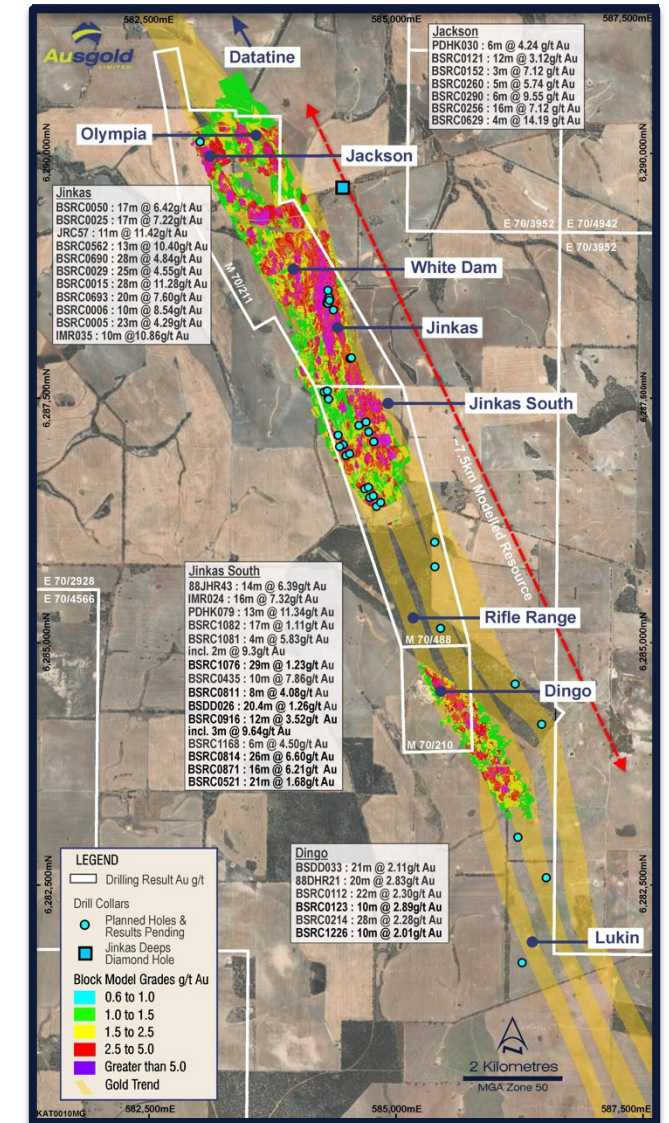 582,500mE
585,000mE
587,500mE
Ausgold
LIMITED
Datatine
Jackson
PDHK030 : 6m @ 4.24 g/t Au
BSRC0121 : 12m @ 3.12g/t Au
BSRC0152 : 3m @ 7.12 g/t Au
BSRC0260 : 5m @ 5.74 g/t Au
BSRC0290 : 6m @ 9.55 g/t Au
BSRC0256 : 16m @ 7.12 g/t Au
BSRC0629 : 4m @ 14.19 g/t Au
Olympia
Jackson
6,290,000mN
6,290,000mN
Jinkas
BSRC0050 : 17m @ 6.42g/t Au
BSRC0025 : 17m @ 7.22g/t Au
JRC57 : 11m @ 11.42g/t Au
BSRC0562 : 13m @ 10.40g/t Au
BSRC0690 : 28m @ 4.84g/t Au
BSRC0029 : 25m @ 4.55g/t Au
BSRC0015 : 28m @ 11.28g/t Au
BSRC0693 : 20m @ 7.60g/t Au
BSRC0006 : 10m @ 8.54g/t Au
BSRC0005 : 23m @ 4.29g/t Au
IMR035 : 10m @10.86g/t Au
E 70/3952
E 70/4942
E 70/3952
White Dam
M 70/211
Jinkas
Jinkas South
6,287,500mN
6,287,500mN
~7.5km Modelled Resource
Jinkas South
88JHR43 : 14m @ 6.39g/t Au
IMR024 : 16m @ 7.32g/t Au
PDHK079 : 13m @ 11.34g/t Au
BSRC1082 : 17m @ 1.11g/t Au
BSRC1081 : 4m @ 5.83g/t Au
incl. 2m @ 9.3g/t Au
BSRC1076 : 29m @ 1.23g/t Au
BSRC0435 : 10m @ 7.86g/t Au
BSRC0811 : 8m @ 4.08g/t Au
BSDD026 : 20.4m @ 1.26g/t Au
BSRC0916 : 12m @ 3.52g/t Au
incl. 3m @ 9.64g/t Au
BSRC1168 : 6m @ 4.50g/t Au
BSRC0814 : 26m @ 6.60g/t Au
BSRC0871 : 16m @ 6.21g/t Au
BSRC0521 : 21m @ 1.68g/t Au
E 70/2928
E 70/4566
Rifle Range
M 70/488
6,285,000mN
6,285,000mN
Dingo
M 70/210
Dingo
BSDD033 : 21m @ 2.11g/t Au
88DHR21 : 20m @ 2.83g/t Au
BSRC0112 : 22m @ 2.30g/t Au
BSRC0123 : 10m @ 2.89g/t Au
BSRC0214 : 28m @ 2.28g/t Au
BSRC1226 : 10m @ 2.01g/t Au
6,282,500mN
6,282,500mN
Lukin
LEGEND
Drilling Result Au g/t
Drill Collars
Planned Holes &
Results Pending
Jinkas Deeps
Diamond Hole
Block Model Grades g/t Au
0.6 to 1.0
1.0 to 1.5
1.5 to 2.5
2.5 to 5.0
Greater than 5.0
Gold Trend
2 Kilometres
MGA Zone 50
KAT0010MG
582,500mE
585,000mE
587,500mE